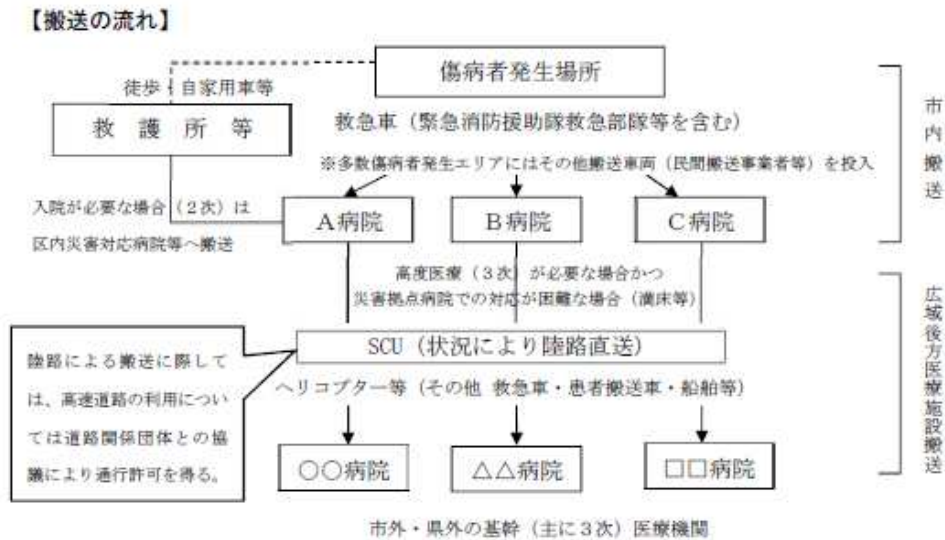 【搬送の流れ】
傷病者発生場所
徒歩・自家用車等
救護所等
救急車（緊急消防援助隊救急部隊等を含む）
※多数傷病者発生エリアにはその他搬送車両（民間搬送事業者等）を投入
市内搬送
入院が必要な場合（２次）は
区内災害対応病院等へ搬送
Ａ病院
Ｂ病院
Ｃ病院
高度医療（３次）が必要な場合かつ
災害拠点病院での対応が困難な場合（満床等）
SCU（状況により陸路直送）
陸路による搬送に際して
は、高速道路の利用につい
ては道路関係団体との協
議により通行許可を得る。
ヘリコプター等（その他 救急車・患者搬送車・船舶等）
広域後方医療施設搬送
○○病院
△△病院
□□病院
市外・県外の基幹（主に３次）医療機関